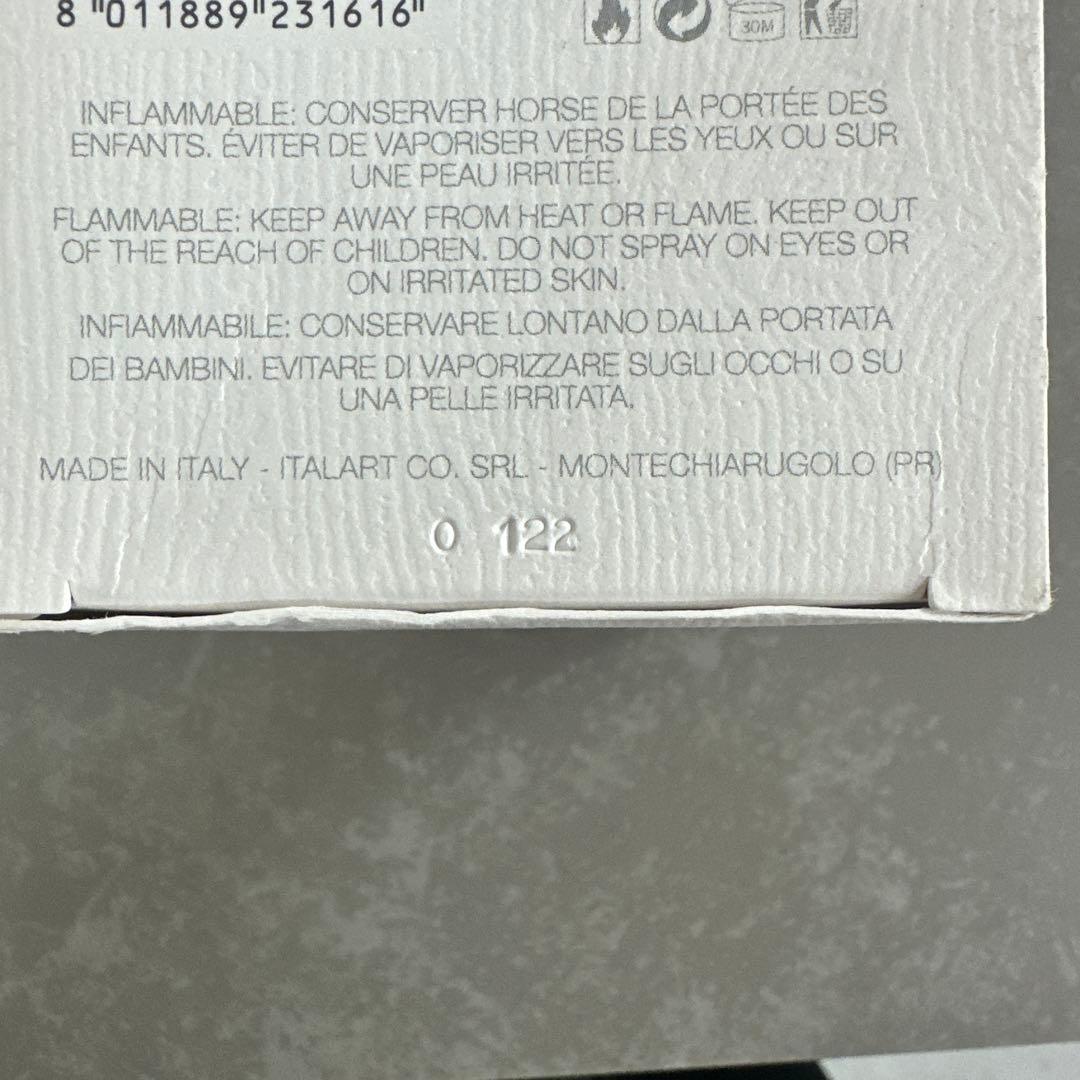 8 "011889"231616"
30M
INFLAMMABLE: CONSERVER HORSE DE LA PORTÉE DES
ENFANTS. ÉVITER DE VAPORISER VERS LES YEUX OU SUR
UNE PEAU IRRITÉE.
FLAMMABLE: KEEP AWAY FROM HEAT OR FLAME. KEEP OUT
OF THE REACH OF CHILDREN. DO NOT SPRAY ON EYES OR
ON IRRITATED SKIN.
INFIAMMABILE: CONSERVARE LONTANO DALLA PORTATA
DEI BAMBINI. EVITARE DI VAPORIZZARE SUGLI OCCHI O SU
UNA PELLE IRRITATA.
MADE IN ITALY - ITALART CO. SRL - MONTECHIARUGOLO (PR)
0 122